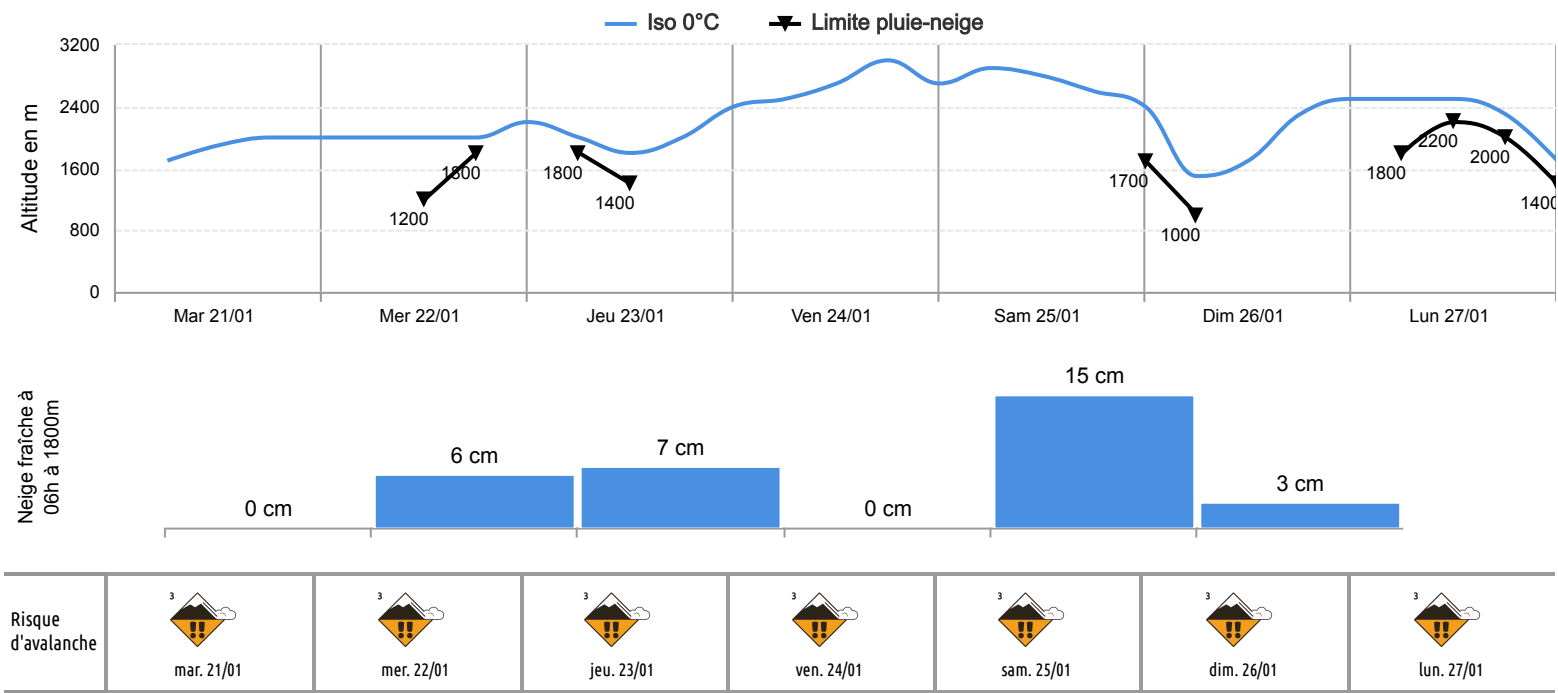 Iso 0°C Limite pluie-neige
Altitude en m
3200
2400
1600
800
0
1200
1800
1800
1400
1700
1000
1800
2200
2000
1400
Mar 21/01 Mer 22/01 Jeu 23/01 Ven 24/01 Sam 25/01 Dim 26/01 Lun 27/01
Neige fraîche à
06h à 1800m
0 cm 6 cm 7 cm 0 cm 15 cm 3 cm
Risque
d'avalanche
3 3 3 3 3 3 3
!! !! !! !! !! !! !!
mar. 21/01 mer. 22/01 jeu. 23/01 ven. 24/01 sam. 25/01 dim. 26/01 lun. 27/01